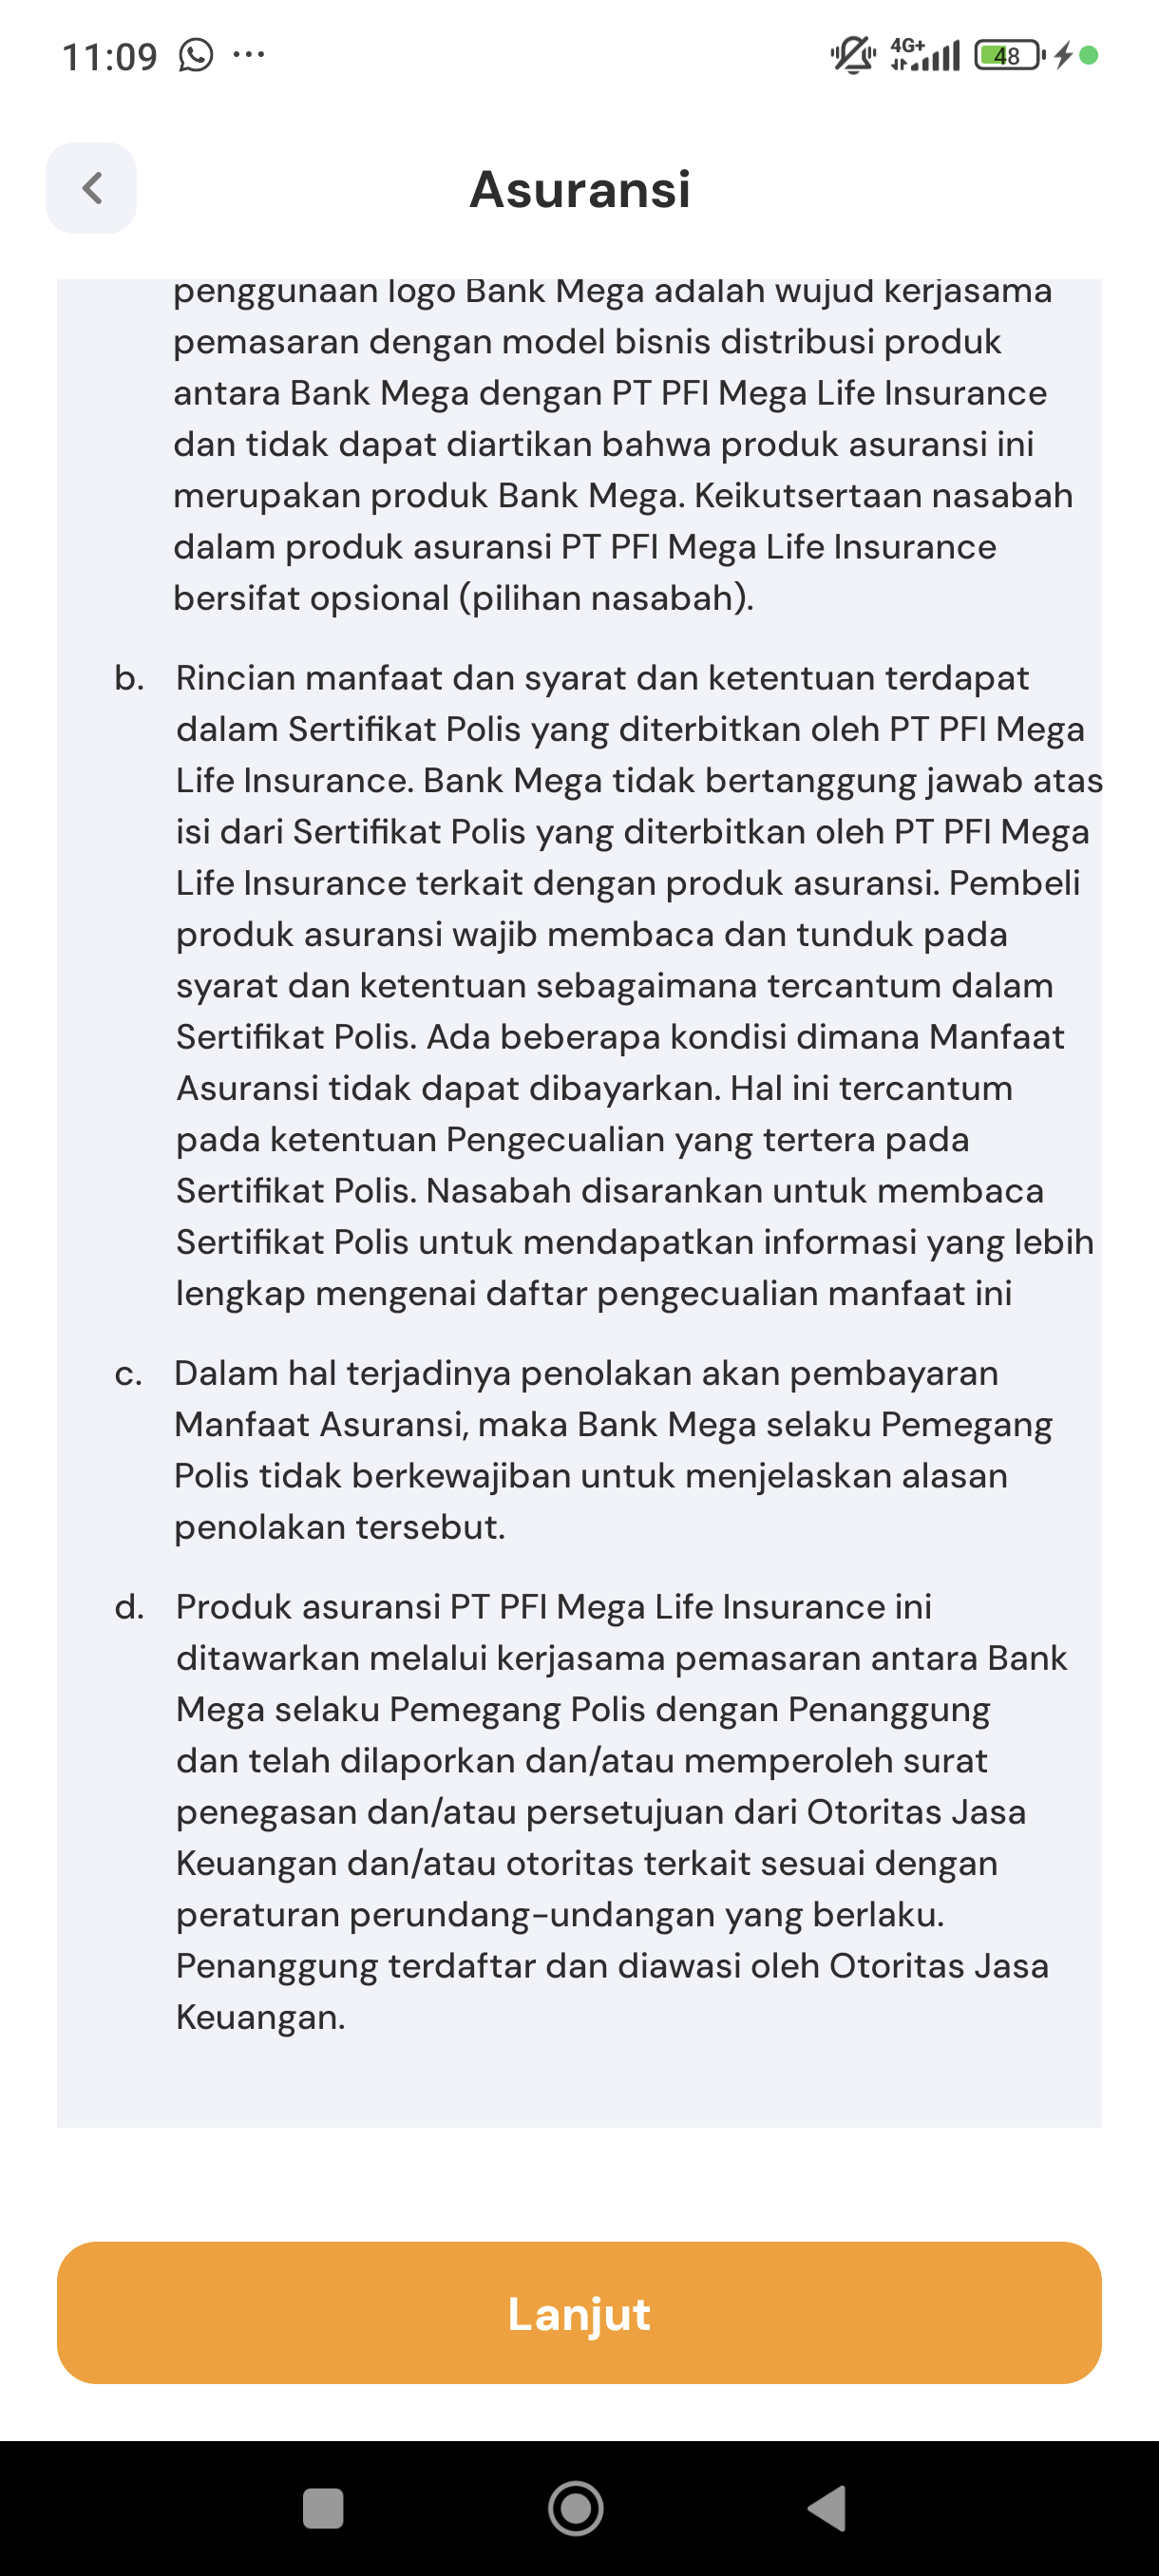 11:09
4G+
48
Asuransi
penggunaan logo Bank Mega adalah wujud kerjasama
pemasaran dengan model bisnis distribusi produk
antara Bank Mega dengan PT PFI Mega Life Insurance
dan tidak dapat diartikan bahwa produk asuransi ini
merupakan produk Bank Mega. Keikutsertaan nasabah
dalam produk asuransi PT PFI Mega Life Insurance
bersifat opsional (pilihan nasabah).
b. Rincian manfaat dan syarat dan ketentuan terdapat
dalam Sertifikat Polis yang diterbitkan oleh PT PFI Mega
Life Insurance. Bank Mega tidak bertanggung jawab atas
isi dari Sertifikat Polis yang diterbitkan oleh PT PFI Mega
Life Insurance terkait dengan produk asuransi. Pembeli
produk asuransi wajib membaca dan tunduk pada
syarat dan ketentuan sebagaimana tercantum dalam
Sertifikat Polis. Ada beberapa kondisi dimana Manfaat
Asuransi tidak dapat dibayarkan. Hal ini tercantum
pada ketentuan Pengecualian yang tertera pada
Sertifikat Polis. Nasabah disarankan untuk membaca
Sertifikat Polis untuk mendapatkan informasi yang lebih
lengkap mengenai daftar pengecualian manfaat ini
c. Dalam hal terjadinya penolakan akan pembayaran
Manfaat Asuransi, maka Bank Mega selaku Pemegang
Polis tidak berkewajiban untuk menjelaskan alasan
penolakan tersebut.
d. Produk asuransi PT PFI Mega Life Insurance ini
ditawarkan melalui kerjasama pemasaran antara Bank
Mega selaku Pemegang Polis dengan Penanggung
dan telah dilaporkan dan/atau memperoleh surat
penegasan dan/atau persetujuan dari Otoritas Jasa
Keuangan dan/atau otoritas terkait sesuai dengan
peraturan perundang-undangan yang berlaku.
Penanggung terdaftar dan diawasi oleh Otoritas Jasa
Keuangan.
Lanjut